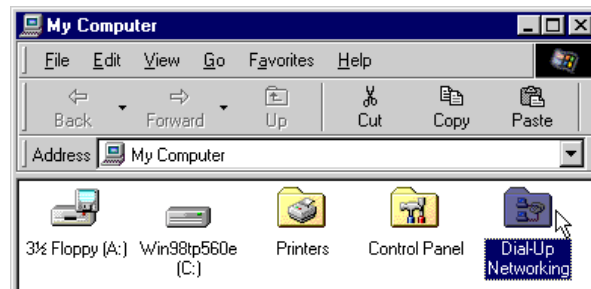 My Computer
File Edit View Go Favorites Help
Back Forward Up Cut Copy Paste
Address My Computer
3½ Floppy (A:) Win98tp560e (C:) Printers Control Panel Dial-Up Networking